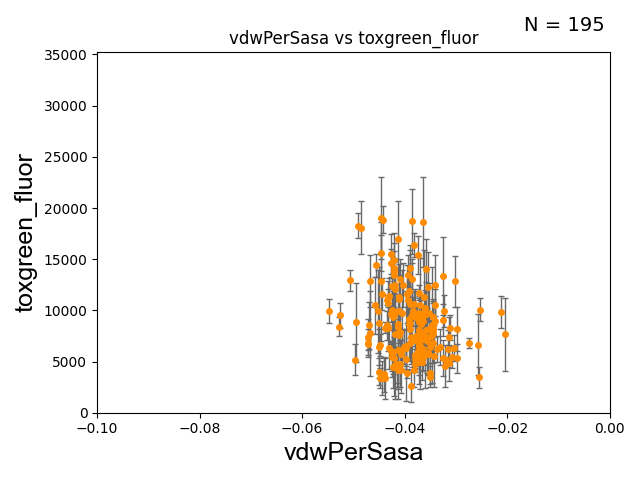 N = 195
vdwPerSasa vs toxgreen_fluor
35000
30000
25000
20000
15000
10000
5000
0
toxgreen_fluor
−0.10 −0.08 −0.06 −0.04 −0.02 0.00
vdwPerSasa